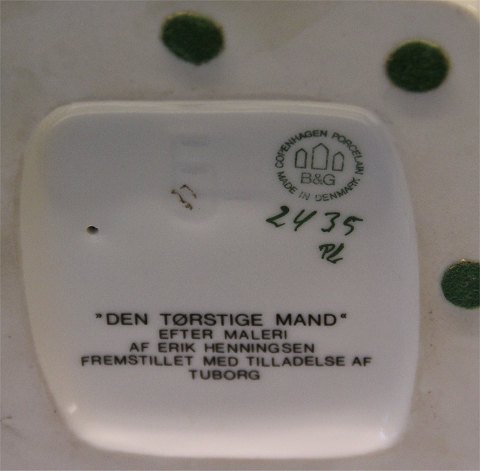 COPENHAGEN PORCELAIN
B&G
MADE IN DENMARK
2435
PL
"DEN TØRSTIGE MAND"
EFTER MALERI
AF ERIK HENNINGSEN
FREMSTILLET MED TILLADELSE AF
TUBORG